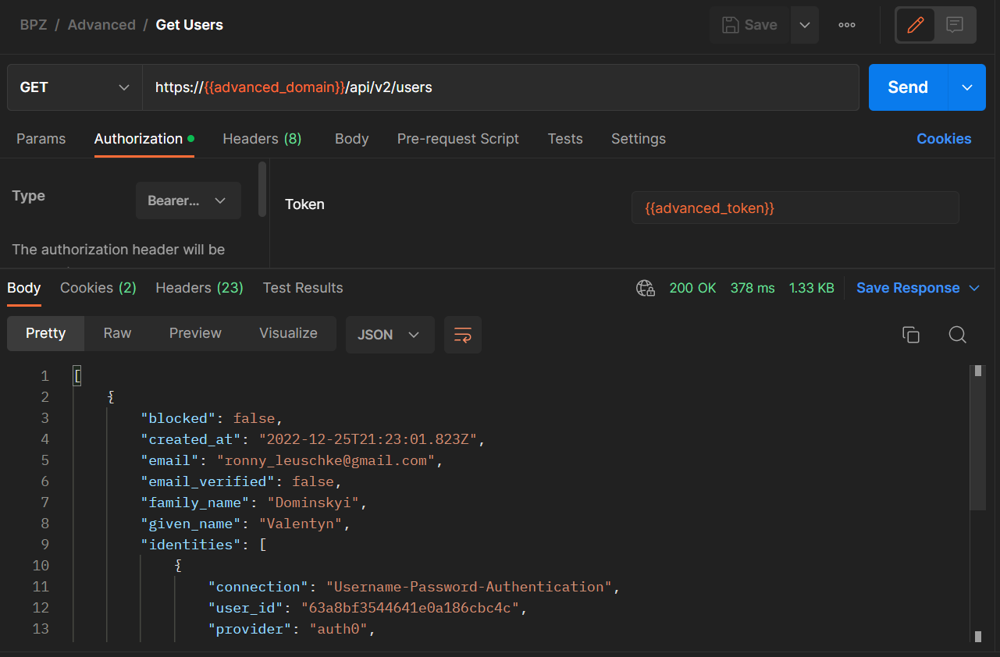 BPZ / Advanced / Get Users
Save
GET
https://{{advanced_domain}}/api/v2/users
Send
Params
Authorization
Headers (8)
Body
Pre-request Script
Tests
Settings
Cookies
Type
Bearer...
Token
{{advanced_token}}
The authorization header will be
Body
Cookies (2)
Headers (23)
Test Results
200 OK
378 ms
1.33 KB
Save Response
Pretty
Raw
Preview
Visualize
JSON
1 [
2 {
3 "blocked": false,
4 "created_at": "2022-12-25T21:23:01.823Z",
5 "email": "ronny_leuschke@gmail.com",
6 "email_verified": false,
7 "family_name": "Dominskyi",
8 "given_name": "Valentyn",
9 "identities": [
10 {
11 "connection": "Username-Password-Authentication",
12 "user_id": "63a8bf3544641e0a186cbc4c",
13 "provider": "auth0",